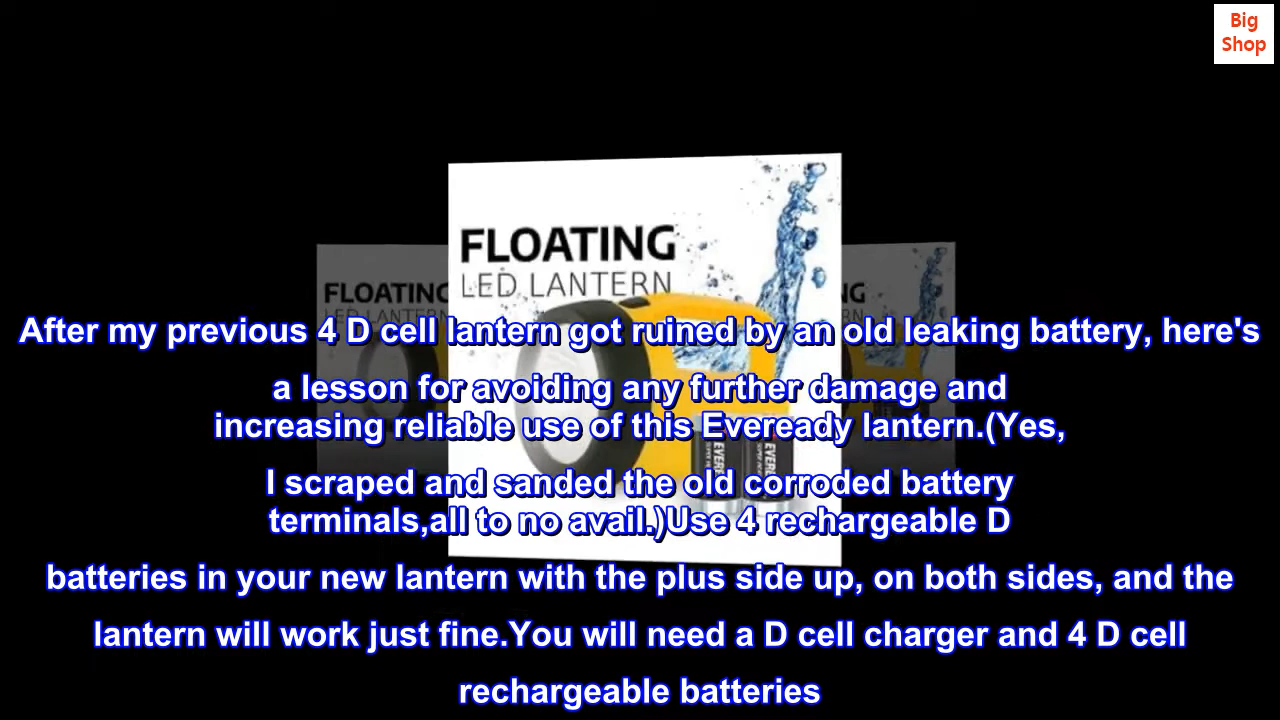 Big
Shop
FLOATING
LED LANTERN
FLOATING
After my previous 4 D cell lantern got ruined by an old leaking battery, here's
a lesson for avoiding any further damage and
increasing reliable use of this Eveready lantern.(Yes,
I scraped and sanded the old corroded battery
terminals,all to no avail.)Use 4 rechargeable D
batteries in your new lantern with the plus side up, on both sides, and the
lantern will work just fine.You will need a D cell charger and 4 D cell
rechargeable batteries